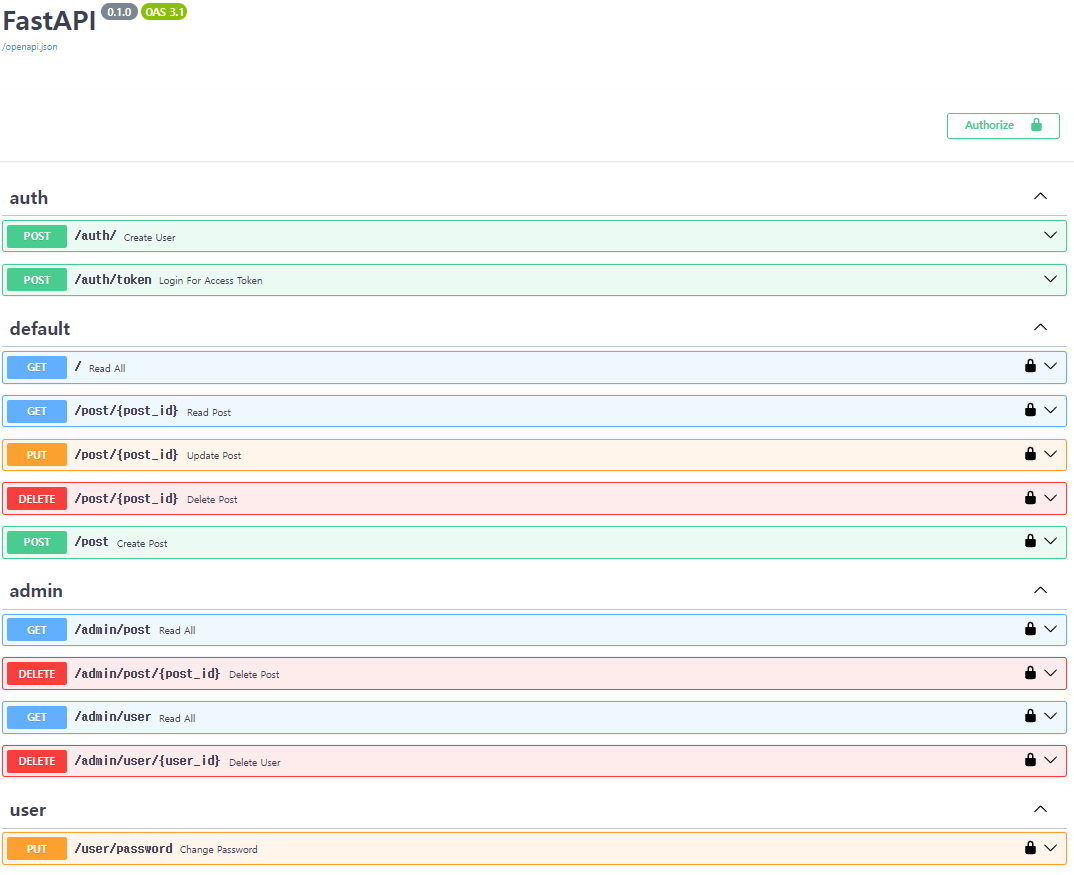 FastAPI 0.1.0 OAS 3.1
/openapi.json
Authorize
auth
POST /auth/ Create User
POST /auth/token Login For Access Token
default
GET / Read All
GET /post/{post_id} Read Post
PUT /post/{post_id} Update Post
DELETE /post/{post_id} Delete Post
POST /post Create Post
admin
GET /admin/post Read All
DELETE /admin/post/{post_id} Delete Post
GET /admin/user Read All
DELETE /admin/user/{user_id} Delete User
user
PUT /user/password Change Password